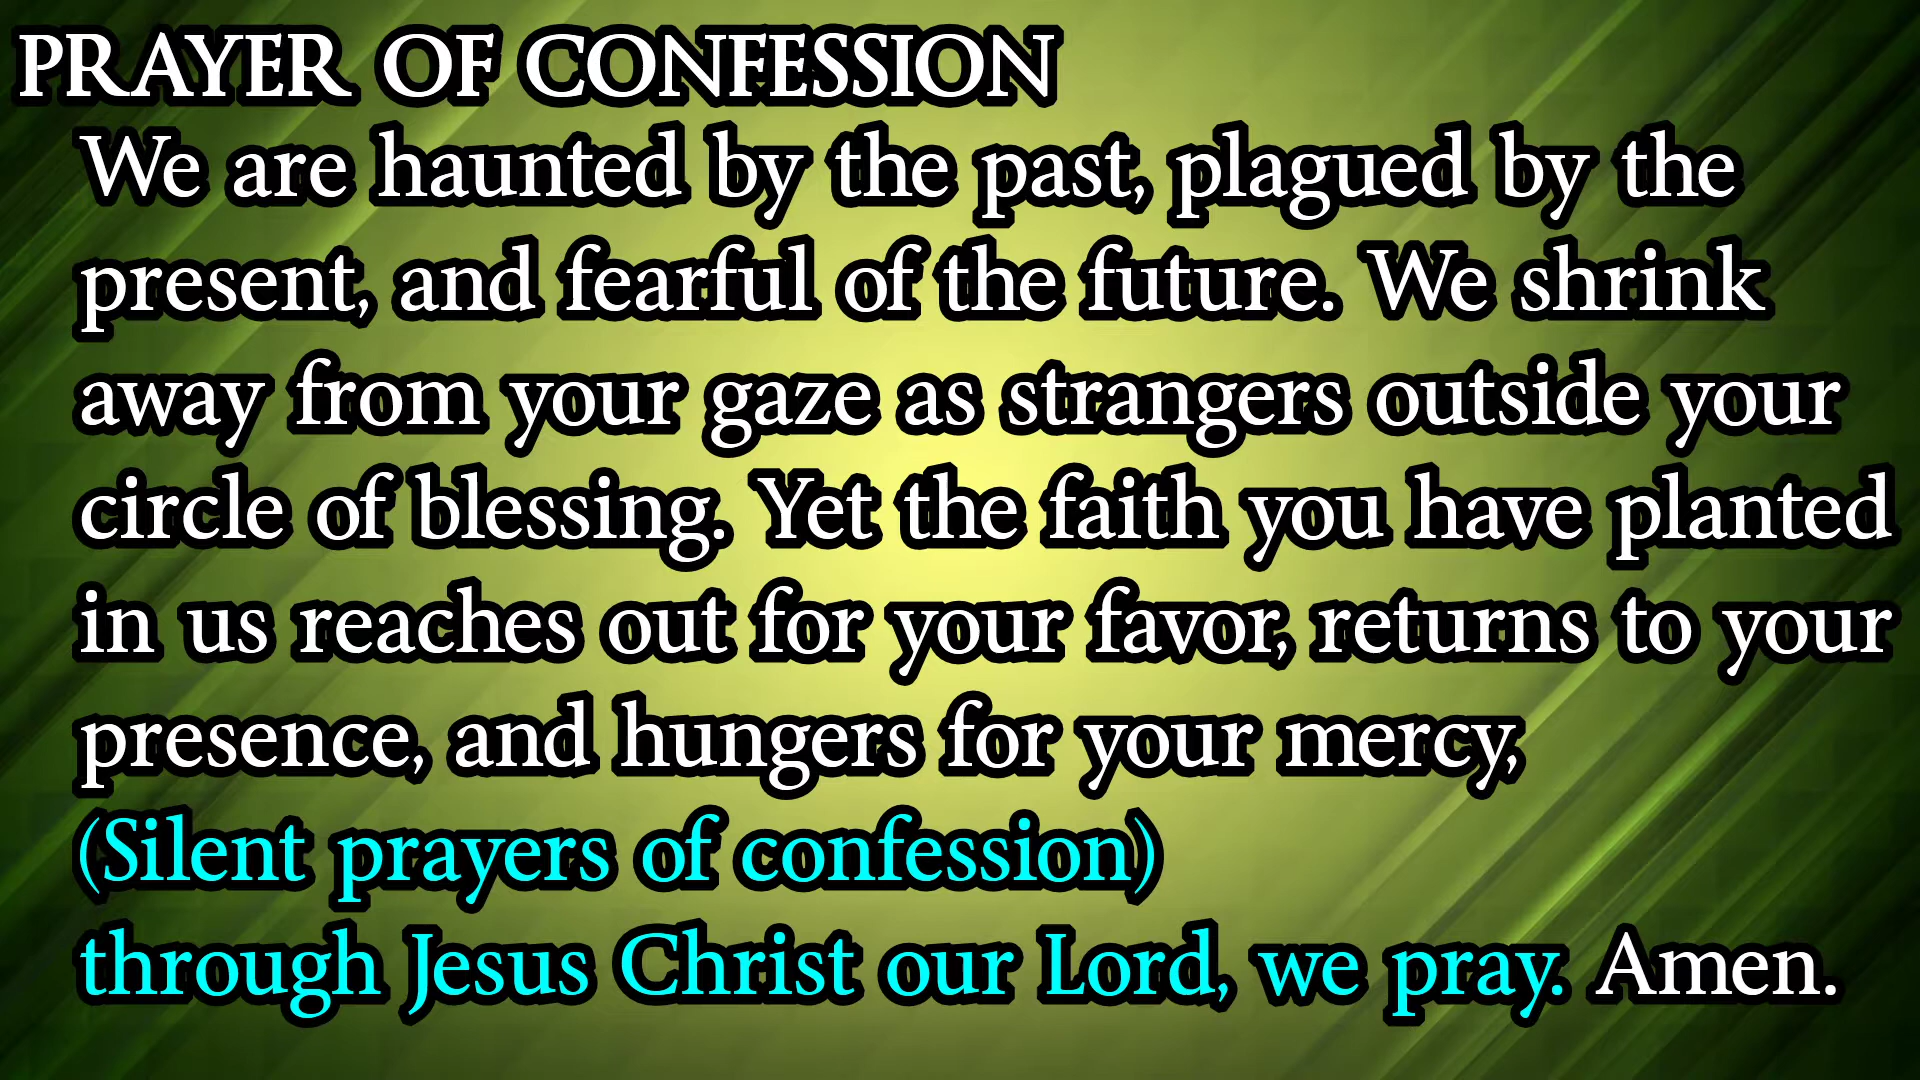 PRAYER OF CONFESSION
We are haunted by the past, plagued by the
present, and fearful of the future. We shrink
away from your gaze as strangers outside your
circle of blessing. Yet the faith you have planted
in us reaches out for your favor, returns to your
presence, and hungers for your mercy,
(Silent prayers of confession)
through Jesus Christ our Lord, we pray. Amen.